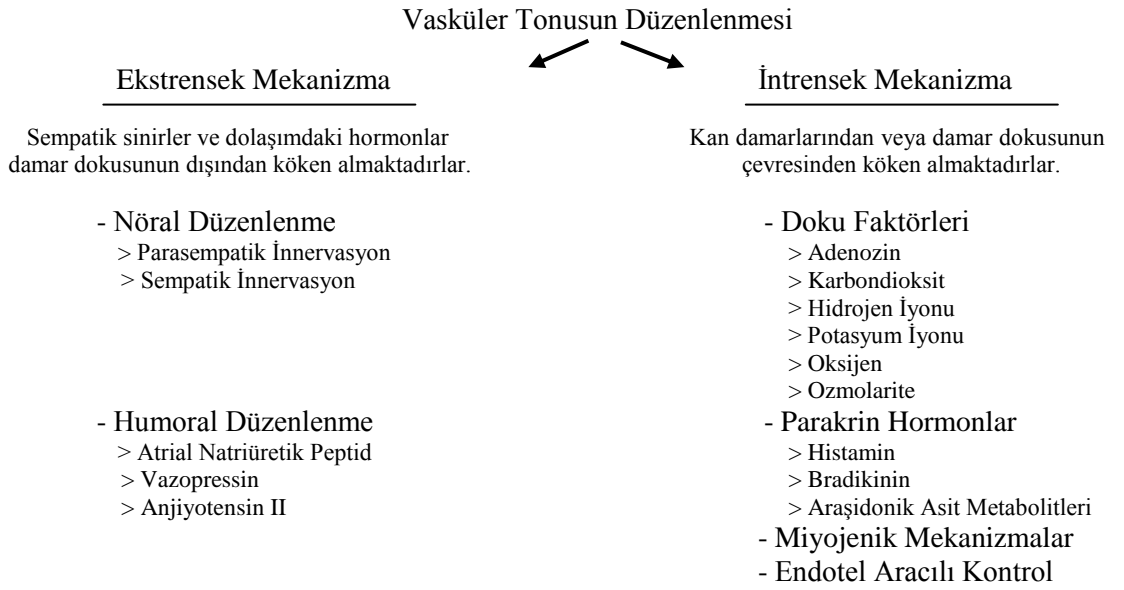 Vasküler Tonusun Düzenlenmesi
Ekstrensek Mekanizma
Sempatik sinirler ve dolaşımdaki hormonlar
damar dokusunun dışından köken almaktadırlar.
- Nöral Düzenlenme
> Parasempatik İnnervasyon
> Sempatik İnnervasyon
- Humoral Düzenlenme
> Atrial Natriüretik Peptid
> Vazopressin
> Anjiyotensin II
İntrensek Mekanizma
Kan damarlarından veya damar dokusunun
çevresinden köken almaktadırlar.
- Doku Faktörleri
> Adenozin
> Karbondioksit
> Hidrojen İyonu
> Potasyum İyonu
> Oksijen
> Ozmolarite
- Parakrin Hormonlar
> Histamin
> Bradikinin
> Araşidonik Asit Metabolitleri
- Miyojenik Mekanizmalar
- Endotel Aracılı Kontrol